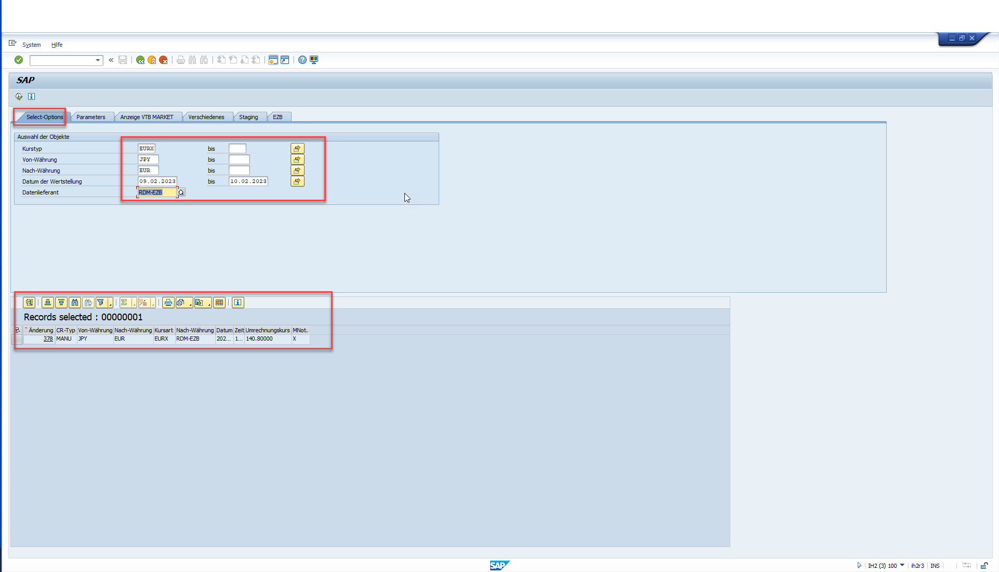 System Hilfe
SAP
Select-Options Parameters Anzeige VTB MARKET Verschiedenes Staging EZB
Auswahl der Objekte
Kurstyp EURX bis
Von-Währung JPY bis
Nach-Währung EUR bis
Datum der Wertstellung 09.02.2023 bis 10.02.2023
Datenlieferant RDM-EZB
Records selected : 00000001
Änderung CR-Typ Von-Währung Nach-Währung Kursart Nach-Währung Datum Zeit Umrechnungskurs MNot.
378 MANU JPY EUR EURX RDM-EZB 202... 1... 140.80000 X
SAP IH2 (3) 100 ih2r3 INS